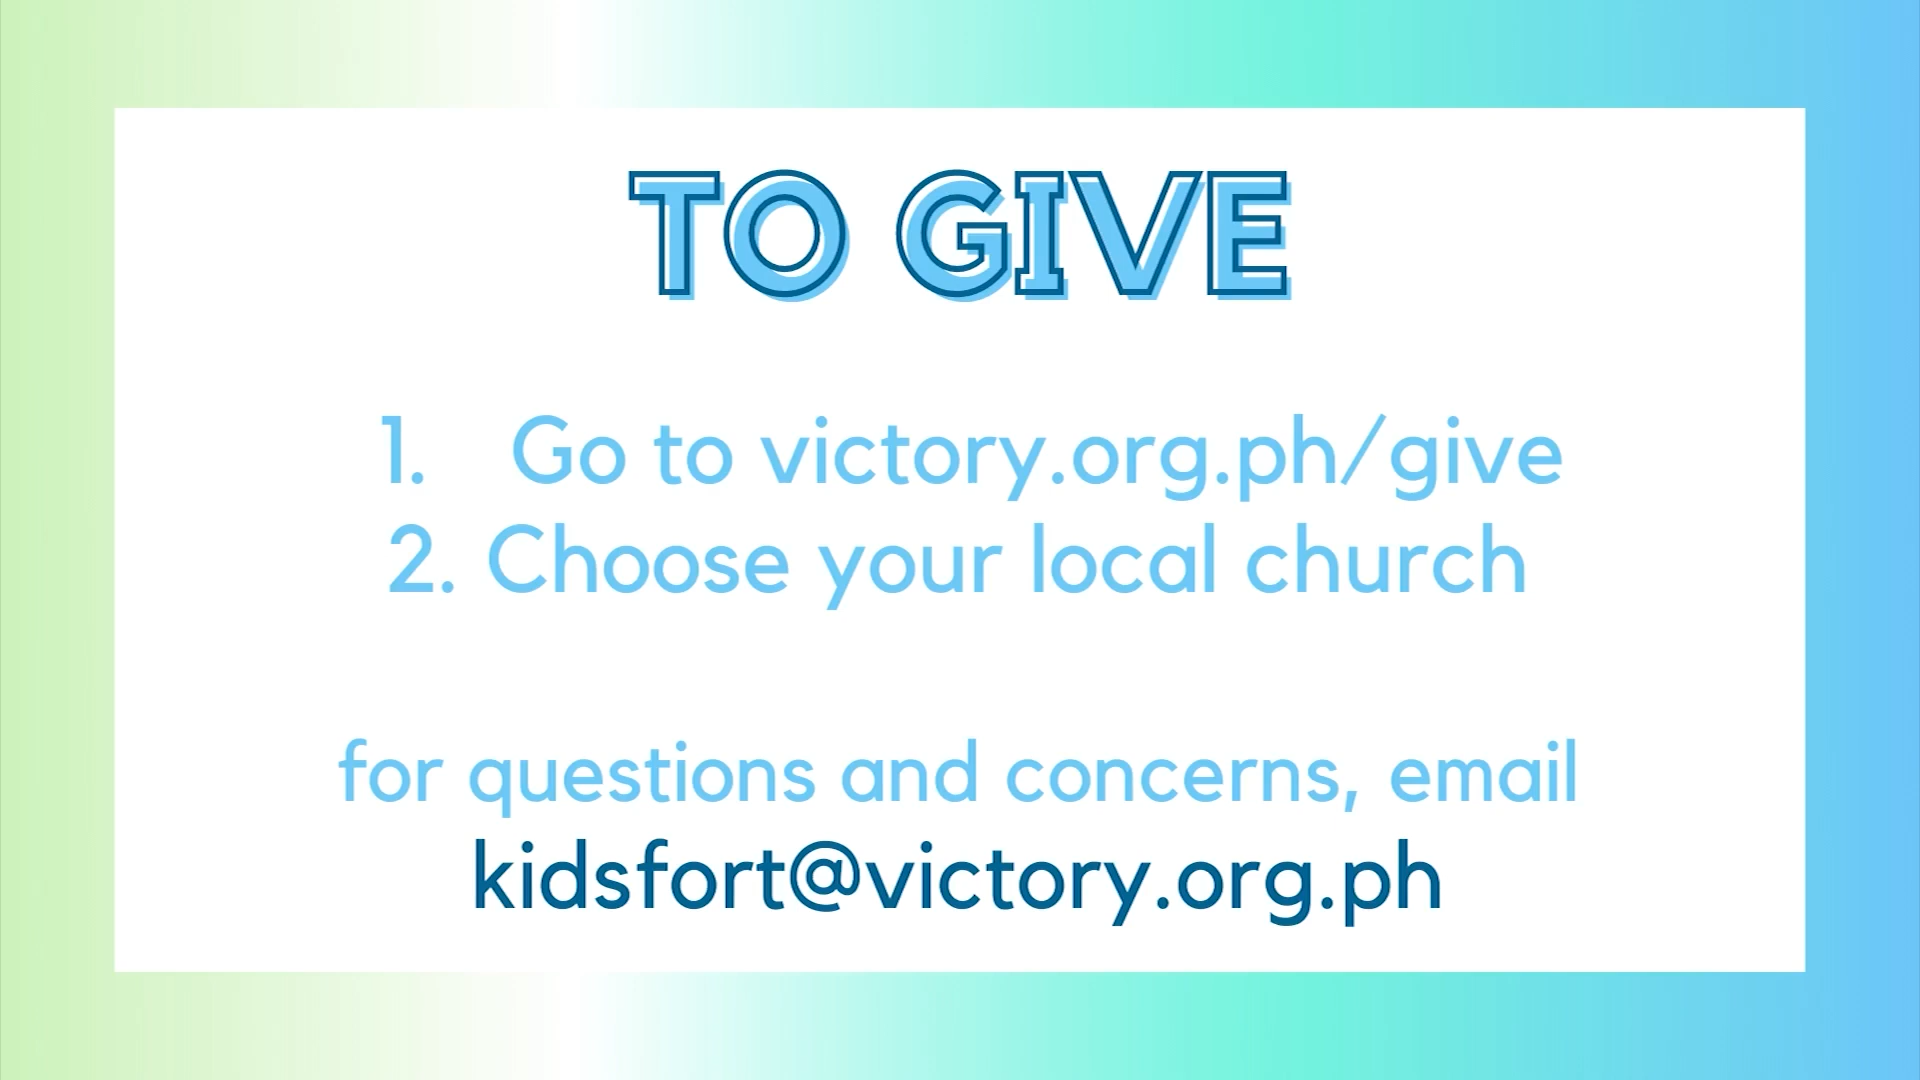 TO GIVE
1. Go to victory.org.ph/give
2. Choose your local church
for questions and concerns, email
kidsfort@victory.org.ph